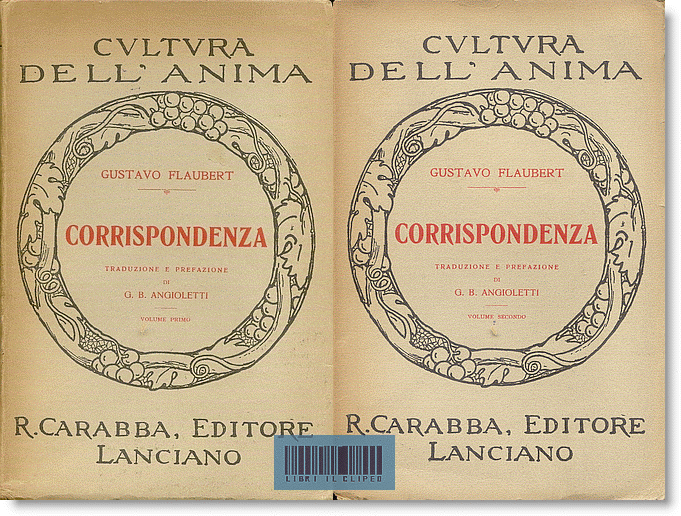 CVLTVRA
DELL' ANIMA
GUSTAVO FLAUBERT
CORRISPONDENZA
TRADUZIONE E PREFAZIONE
DI
G. B. ANGIOLETTI
VOLUME PRIMO
R. CARABBA, EDITORE
LANCIANO
CVLTVRA
DELL' ANIMA
GUSTAVO FLAUBERT
CORRISPONDENZA
TRADUZIONE E PREFAZIONE
DI
G. B. ANGIOLETTI
VOLUME SECONDO
R. CARABBA, EDITORE
LANCIANO
LIBRI IL CLIPEO